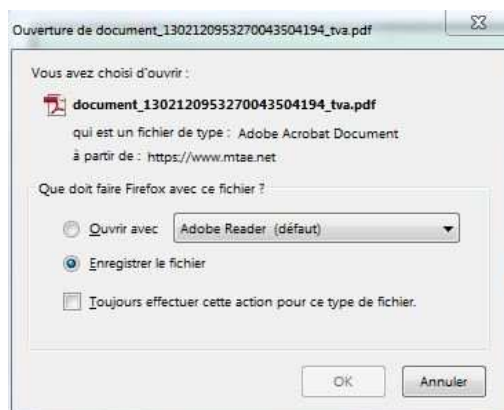 Ouverture de document_1302120953270043504194_tva.pdf
Vous avez choisi d'ouvrir :
document_1302120953270043504194_tva.pdf
qui est un fichier de type : Adobe Acrobat Document
à partir de : https://www.mtae.net
Que doit faire Firefox avec ce fichier ?
Ouvrir avec Adobe Reader (défaut)
Enregistrer le fichier
Toujours effectuer cette action pour ce type de fichier.
OK Annuler